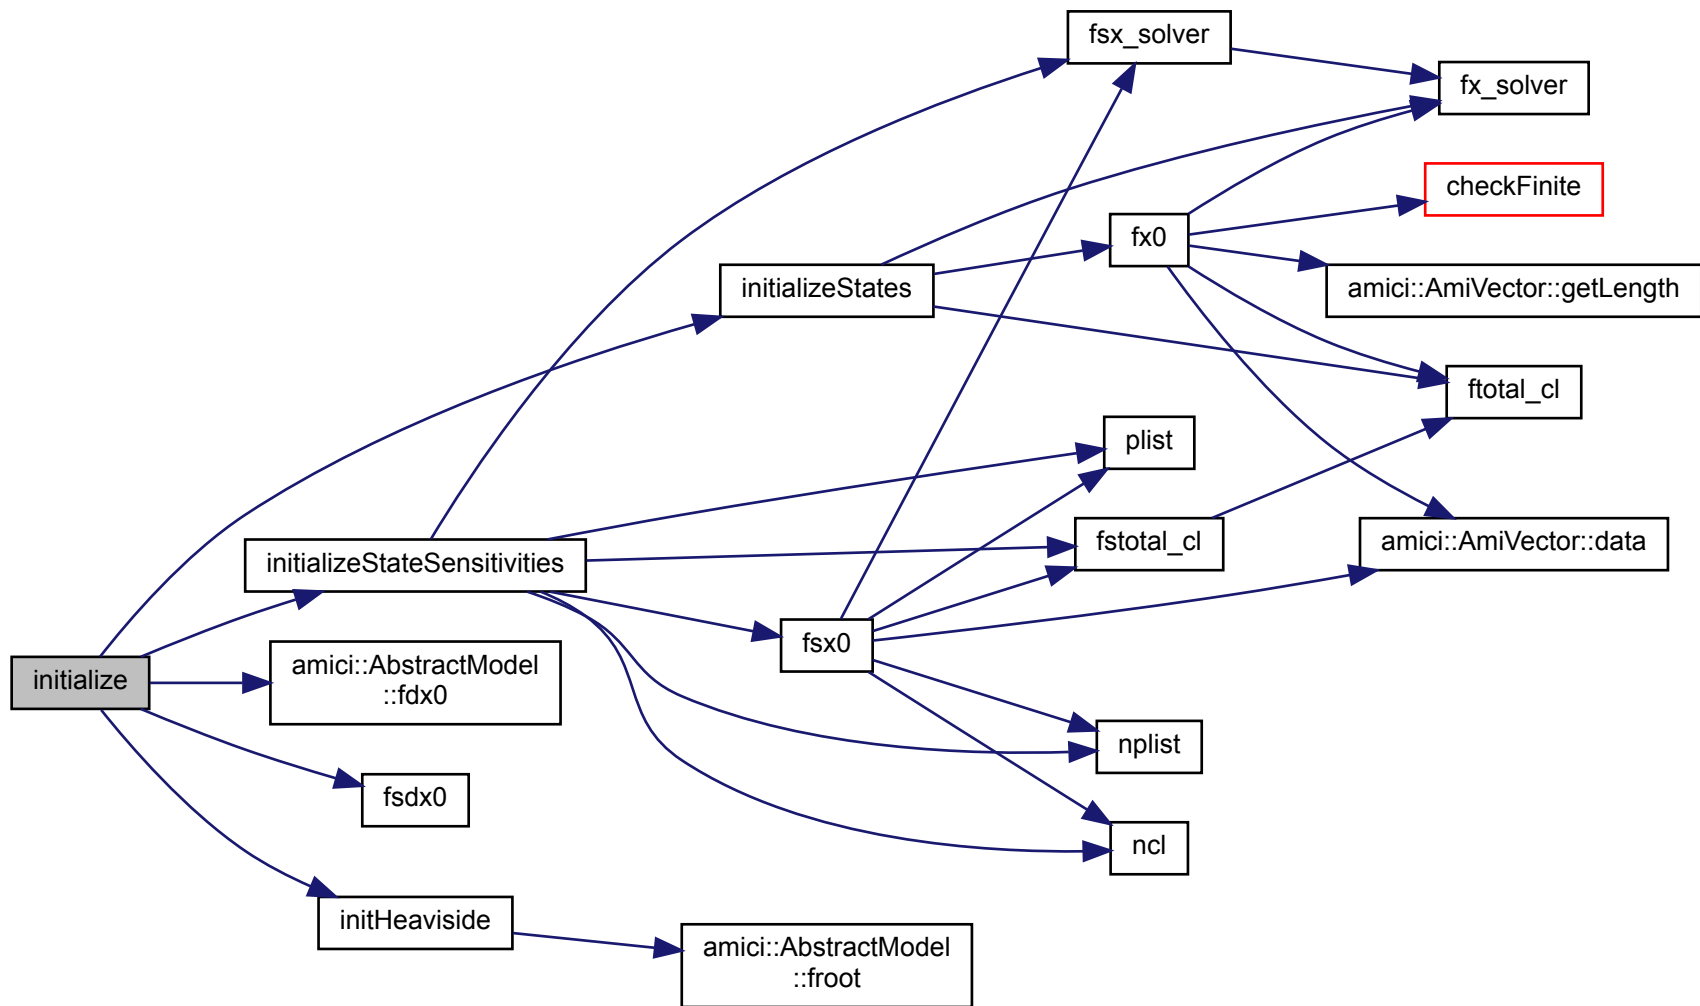 fsx_solver
fx_solver
checkFinite
fx0
initializeStates
amici::AmiVector::getLength
ftotal_cl
plist
fstotal_cl
amici::AmiVector::data
initializeStateSensitivities
fsx0
initialize
amici::AbstractModel
::fdx0
nplist
fsdx0
ncl
initHeaviside
amici::AbstractModel
::froot